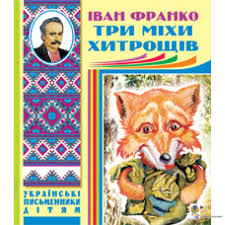 ІВАН ФРАНКО
ТРИ МІХИ
ХИТРОЩІВ
УКРАЇНСЬКІ
ПИСЬМЕННИКИ
ДІТЯМ